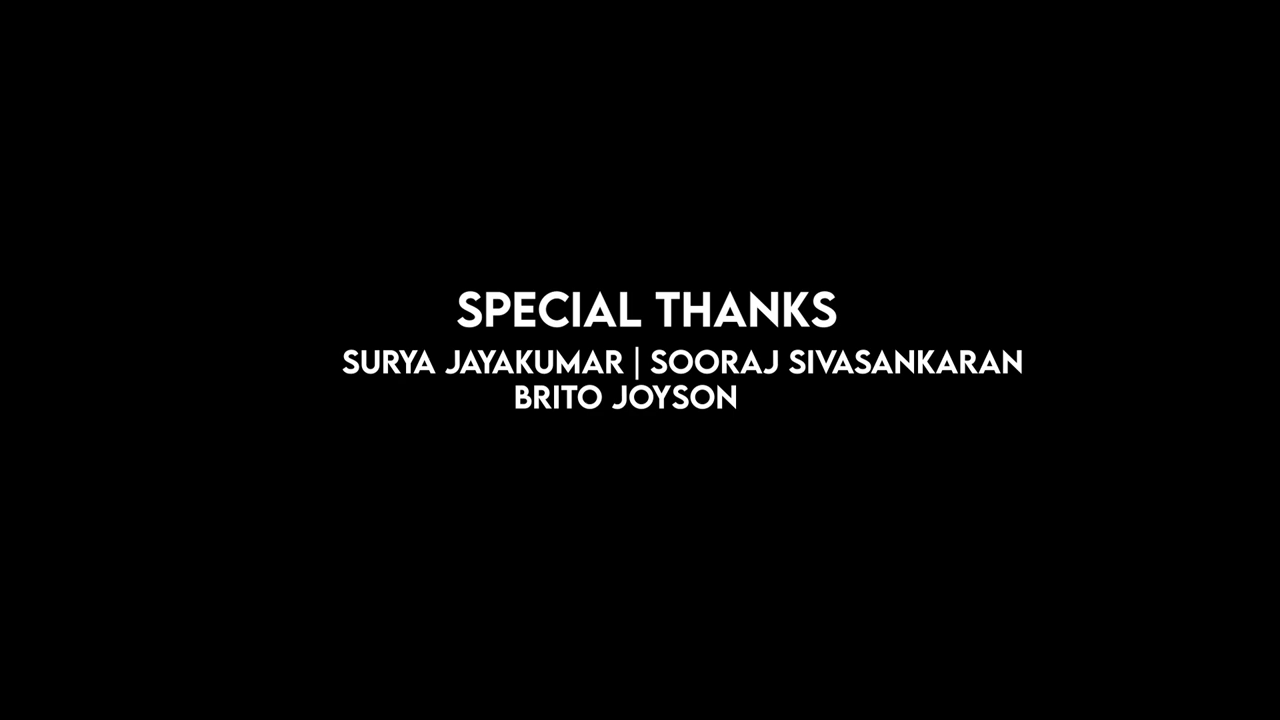 SPECIAL THANKS
SURYA JAYAKUMAR | SOORAJ SIVASANKARAN
BRITO JOYSON